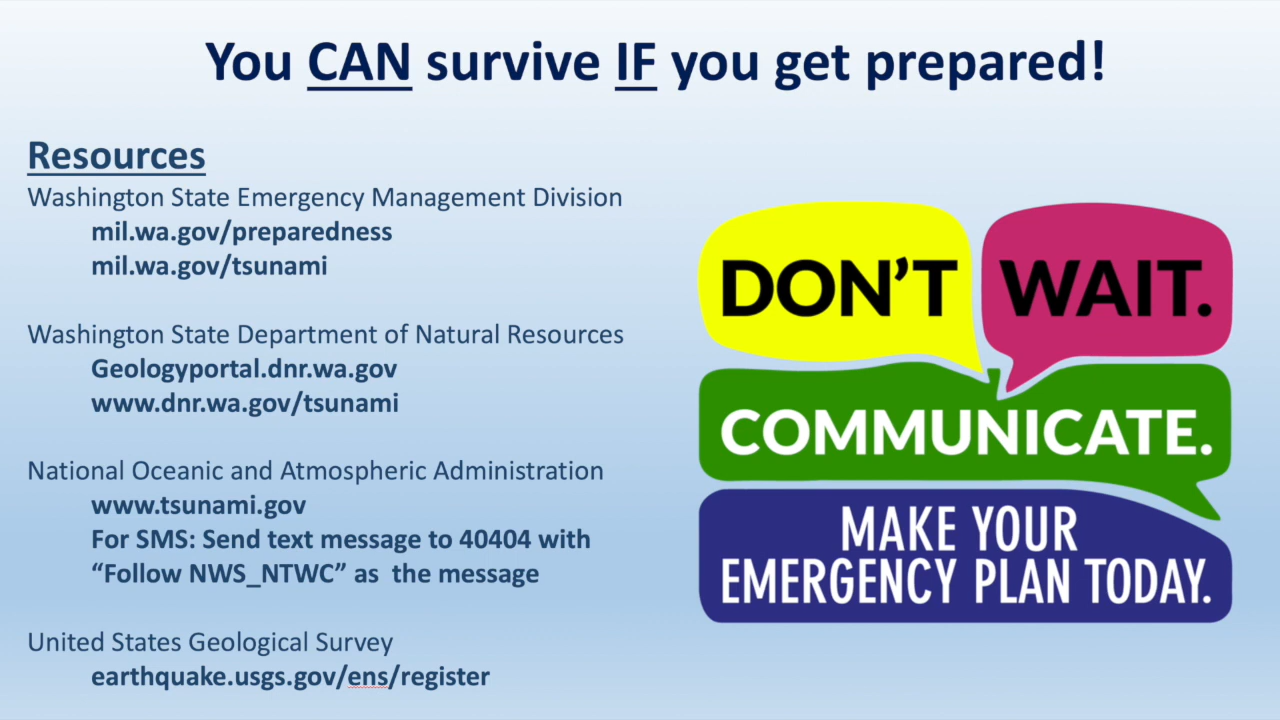 You CAN survive IF you get prepared!
Resources
Washington State Emergency Management Division
mil.wa.gov/preparedness
mil.wa.gov/tsunami
Washington State Department of Natural Resources
Geologyportal.dnr.wa.gov
www.dnr.wa.gov/tsunami
National Oceanic and Atmospheric Administration
www.tsunami.gov
For SMS: Send text message to 40404 with
“Follow NWS_NTWC” as  the message
United States Geological Survey
earthquake.usgs.gov/ens/register
DON’T WAIT.
COMMUNICATE.
MAKE YOUR
EMERGENCY PLAN TODAY.